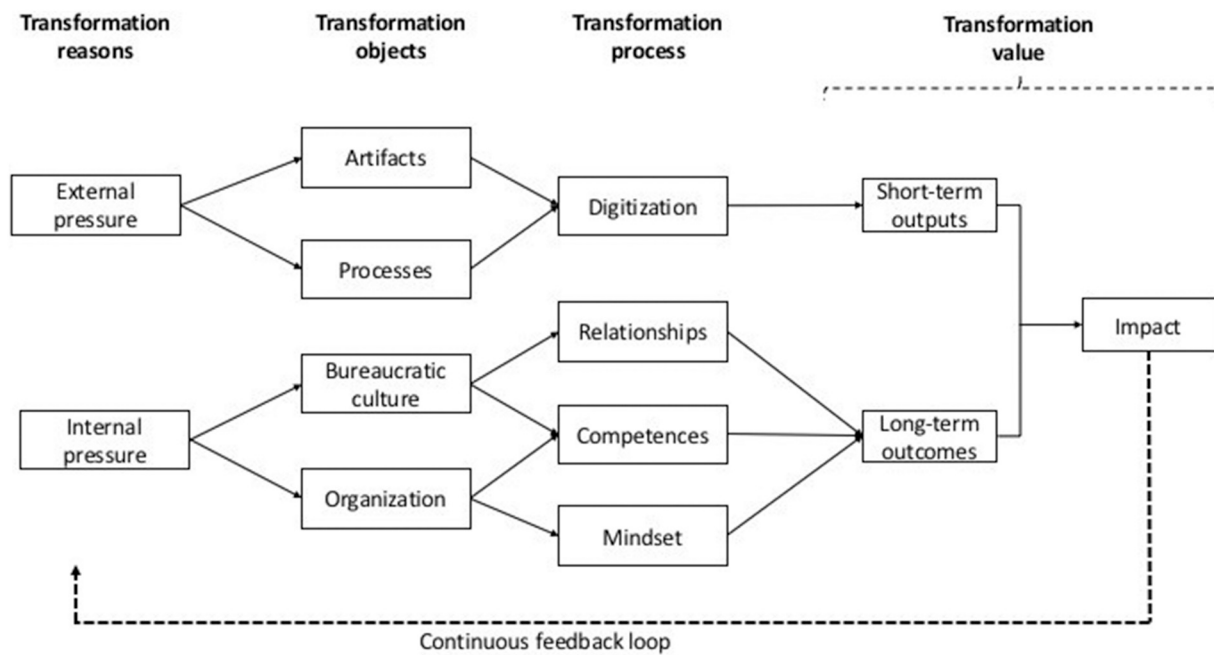 Transformation
reasons
Transformation
objects
Transformation
process
Transformation
value
External
pressure
Artifacts
Processes
Digitization
Short-term
outputs
Internal
pressure
Bureaucratic
culture
Organization
Relationships
Competences
Mindset
Long-term
outcomes
Impact
Continuous feedback loop